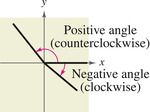 y
Positive angle
(counterclockwise)
x
Negative angle
(clockwise)